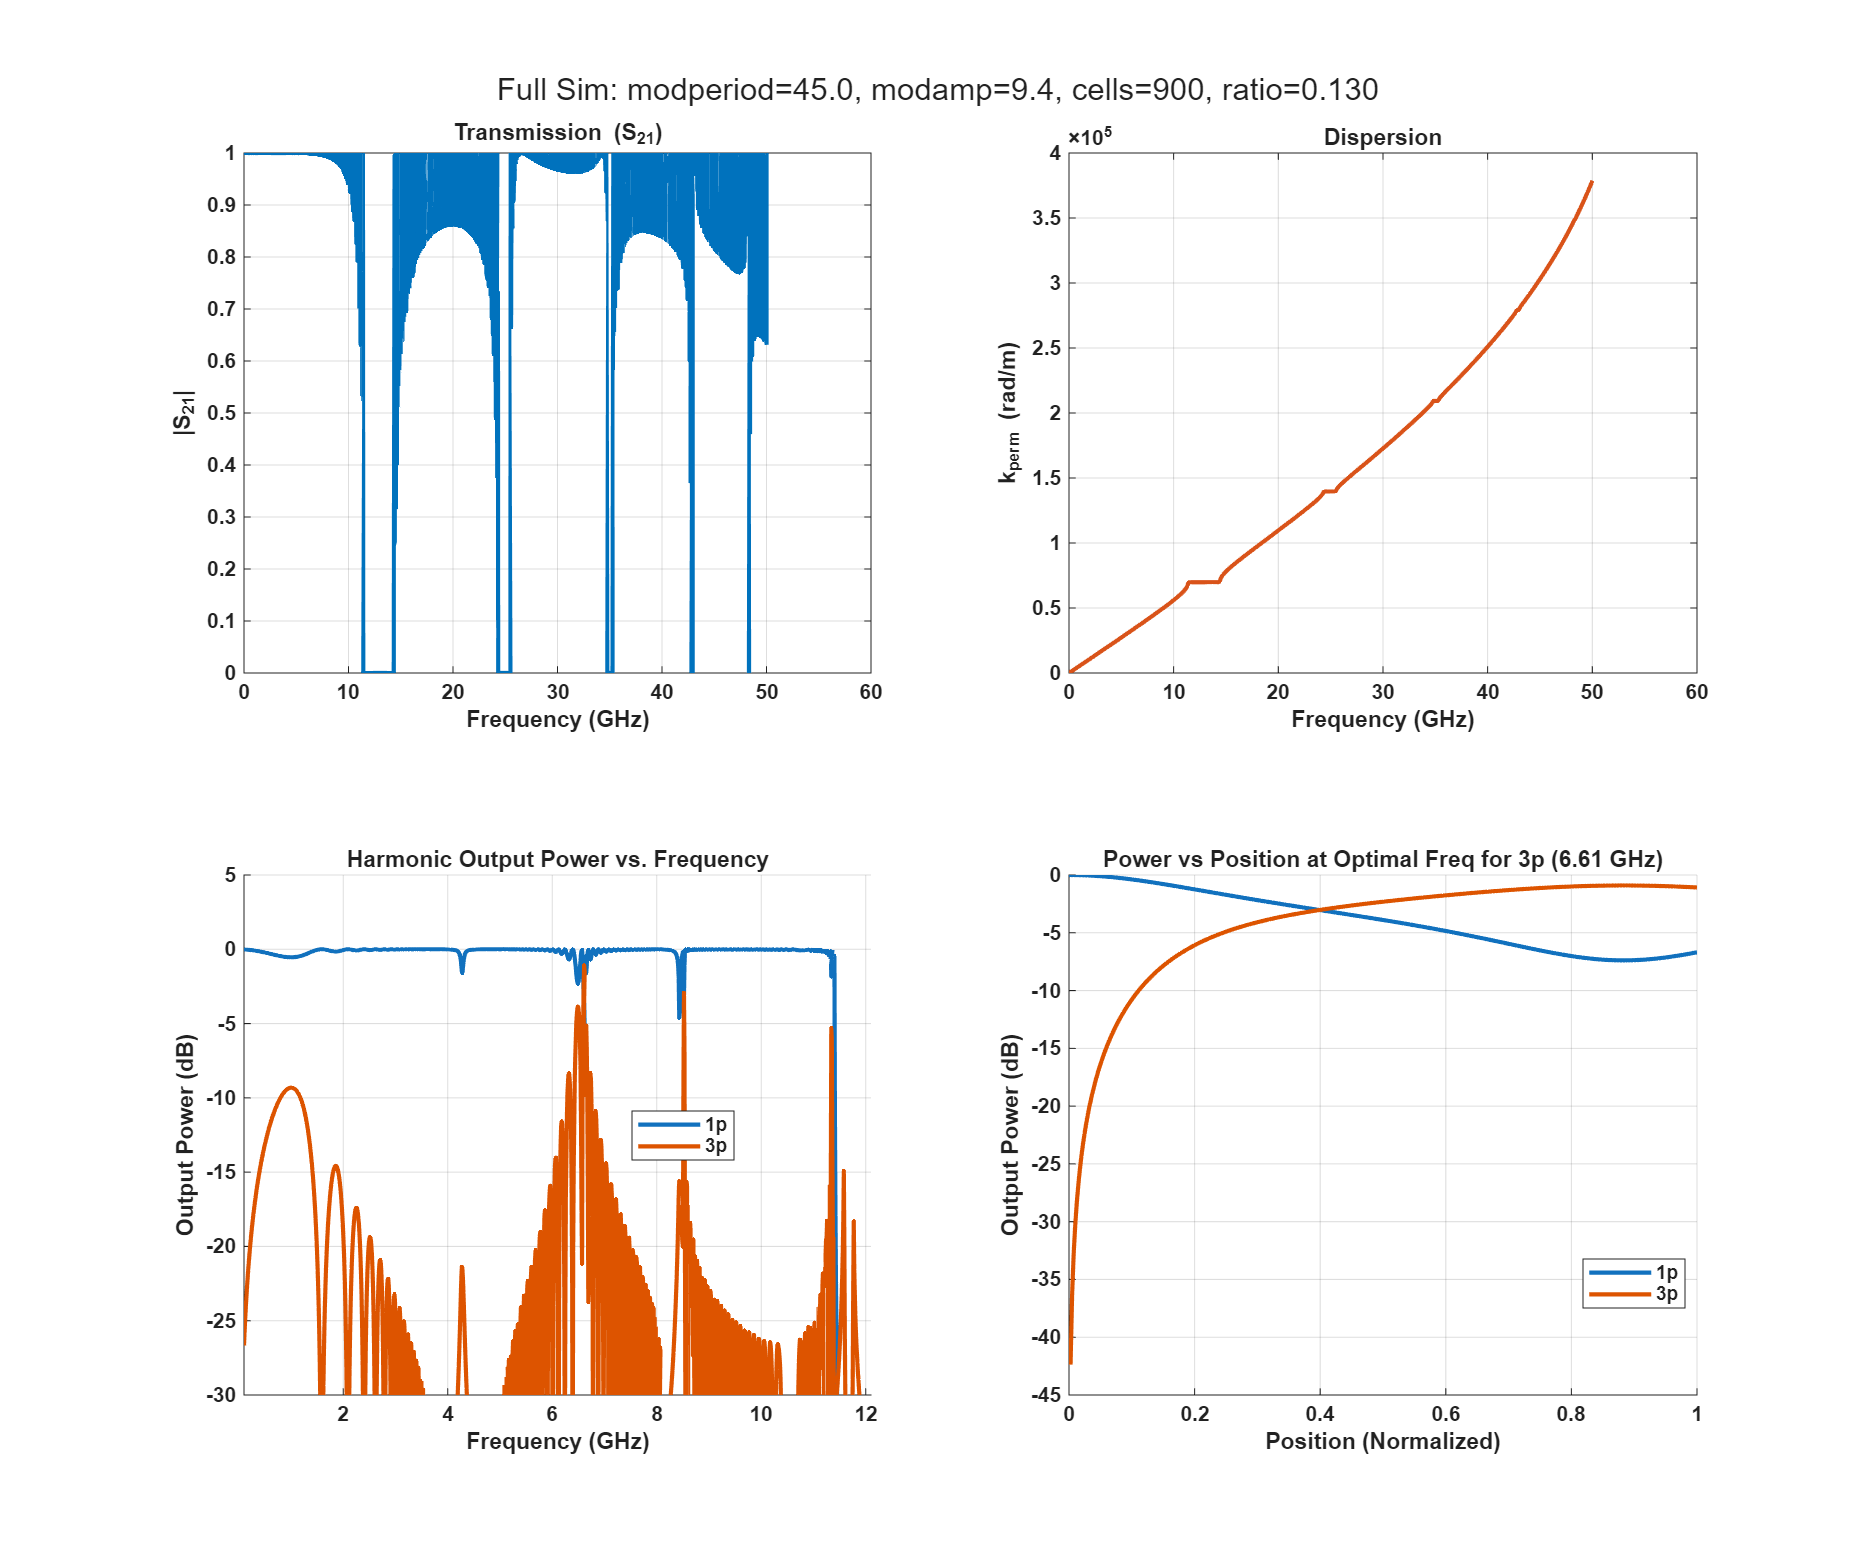 Full Sim: modperiod=45.0, modamp=9.4, cells=900, ratio=0.130
Transmission (S21)
1
0.9
0.8
0.7
0.6
0.5
0.4
0.3
0.2
0.1
0
|S21|
0 10 20 30 40 50 60
Frequency (GHz)
×10^5
Dispersion
4
3.5
3
2.5
2
1.5
1
0.5
0
kperm (rad/m)
0 10 20 30 40 50 60
Frequency (GHz)
Harmonic Output Power vs. Frequency
5
0
-5
-10
-15
-20
-25
-30
Output Power (dB)
1p
3p
2 4 6 8 10 12
Frequency (GHz)
Power vs Position at Optimal Freq for 3p (6.61 GHz)
0
-5
-10
-15
-20
-25
-30
-35
-40
-45
Output Power (dB)
1p
3p
0 0.2 0.4 0.6 0.8 1
Position (Normalized)